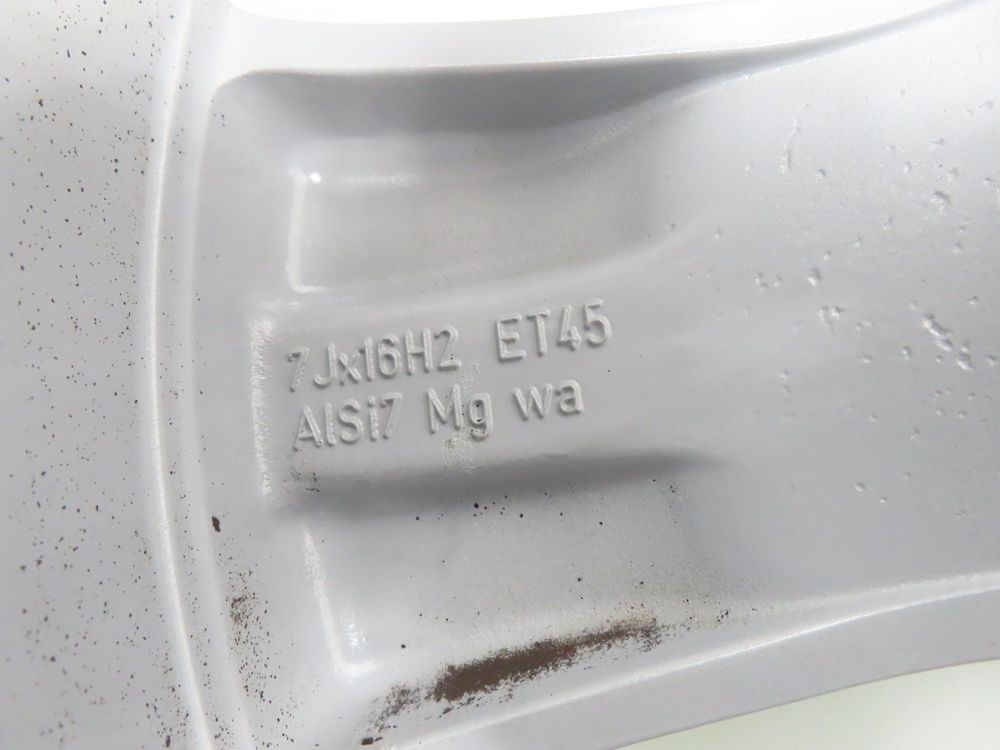 7Jx16H2 ET45
AlSi7 Mg wa